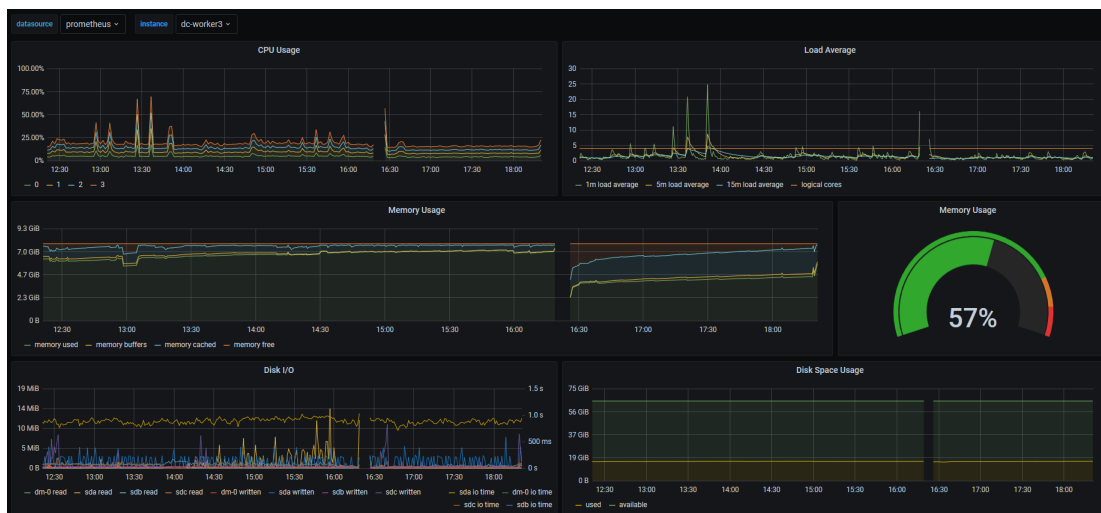 datasource prometheus instance dc-worker3
CPU Usage
100.00%
75.00%
50.00%
25.00%
0%
12:30 13:00 13:30 14:00 14:30 15:00 15:30 16:00 16:30 17:00 17:30 18:00
0 1 2 3
Load Average
30
25
20
15
10
5
0
12:30 13:00 13:30 14:00 14:30 15:00 15:30 16:00 16:30 17:00 17:30 18:00
1m load average 5m load average 15m load average logical cores
Memory Usage
9.3 GiB
7.0 GiB
4.7 GiB
2.3 GiB
0 B
12:30 13:00 13:30 14:00 14:30 15:00 15:30 16:00 16:30 17:00 17:30 18:00
memory used memory buffers memory cached memory free
Memory Usage
57%
Disk I/O
19 MiB
14 MiB
10 MiB
5 MiB
0 B
1.5 s
1.0 s
500 ms
0 s
12:30 13:00 13:30 14:00 14:30 15:00 15:30 16:00 16:30 17:00 17:30 18:00
dm-0 read sda read sdb read sdc read dm-0 written sda written sdb written sdc written sda io time dm-0 io time
sdc io time sdb io time
Disk Space Usage
75 GiB
56 GiB
37 GiB
19 GiB
0 B
12:30 13:00 13:30 14:00 14:30 15:00 15:30 16:00 16:30 17:00 17:30 18:00
used available